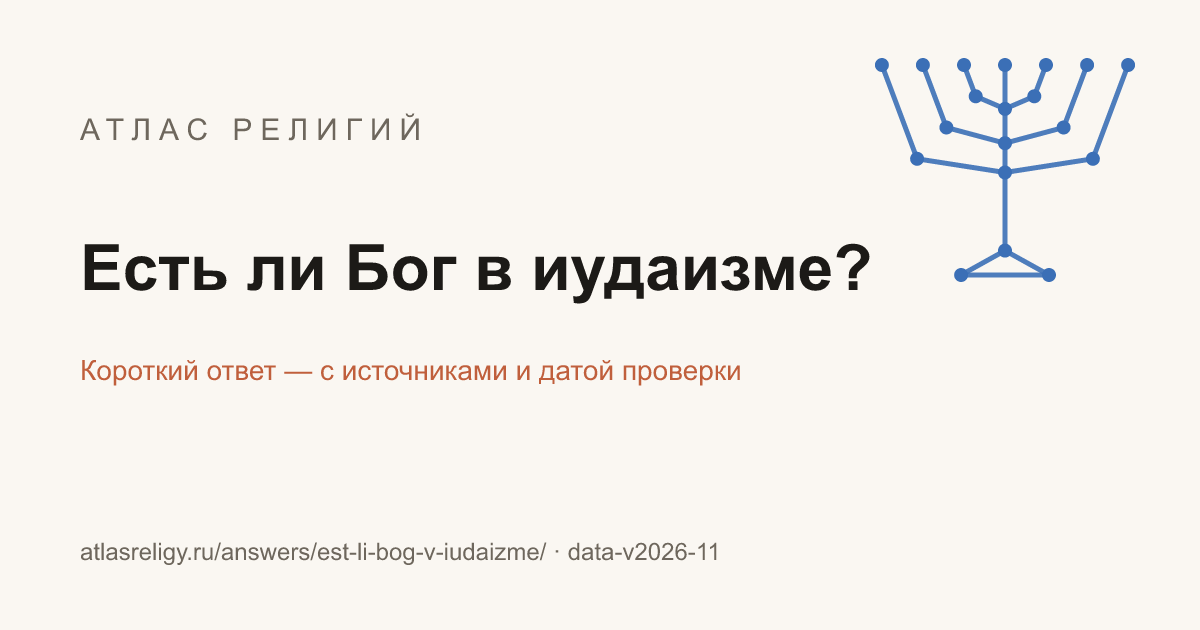 АТЛАС РЕЛИГИЙ
Есть ли Бог в иудаизме?
Короткий ответ — с источниками и датой проверки
atlasreligy.ru/answers/est-li-bog-v-iudaizme/ · data-v2026-11